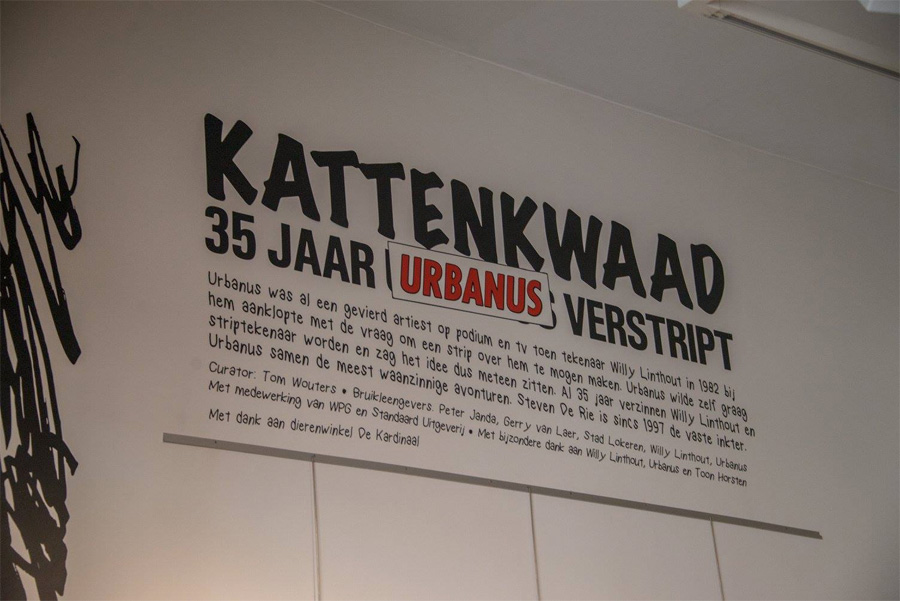 KATTENKWAAD
35 JAAR URBANUS VERSTRIPT
Urbanus was al een gevierd artiest op podium en tv toen tekenaar Willy Linthout in 1982 bij
hem aanklopte met de vraag om een strip over hem te mogen maken. Urbanus wilde zelf graag
striptekenaar worden en zag het idee dus meteen zitten. Al 35 jaar verzinnen Willy Linthout en
Urbanus samen de meest waanzinnige avonturen. Steven De Rie is sinds 1997 de vaste inkter.
Curator: Tom Wouters • Bruikleengevers: Peter Janda, Gerry van Laer, Stad Lokeren, Willy Linthout, Urbanus
Met medewerking van WPG en Standaard Uitgeverij • Met bijzondere dank aan Willy Linthout, Urbanus en Toon Horsten
Met dank aan dierenwinkel De Kardinaal